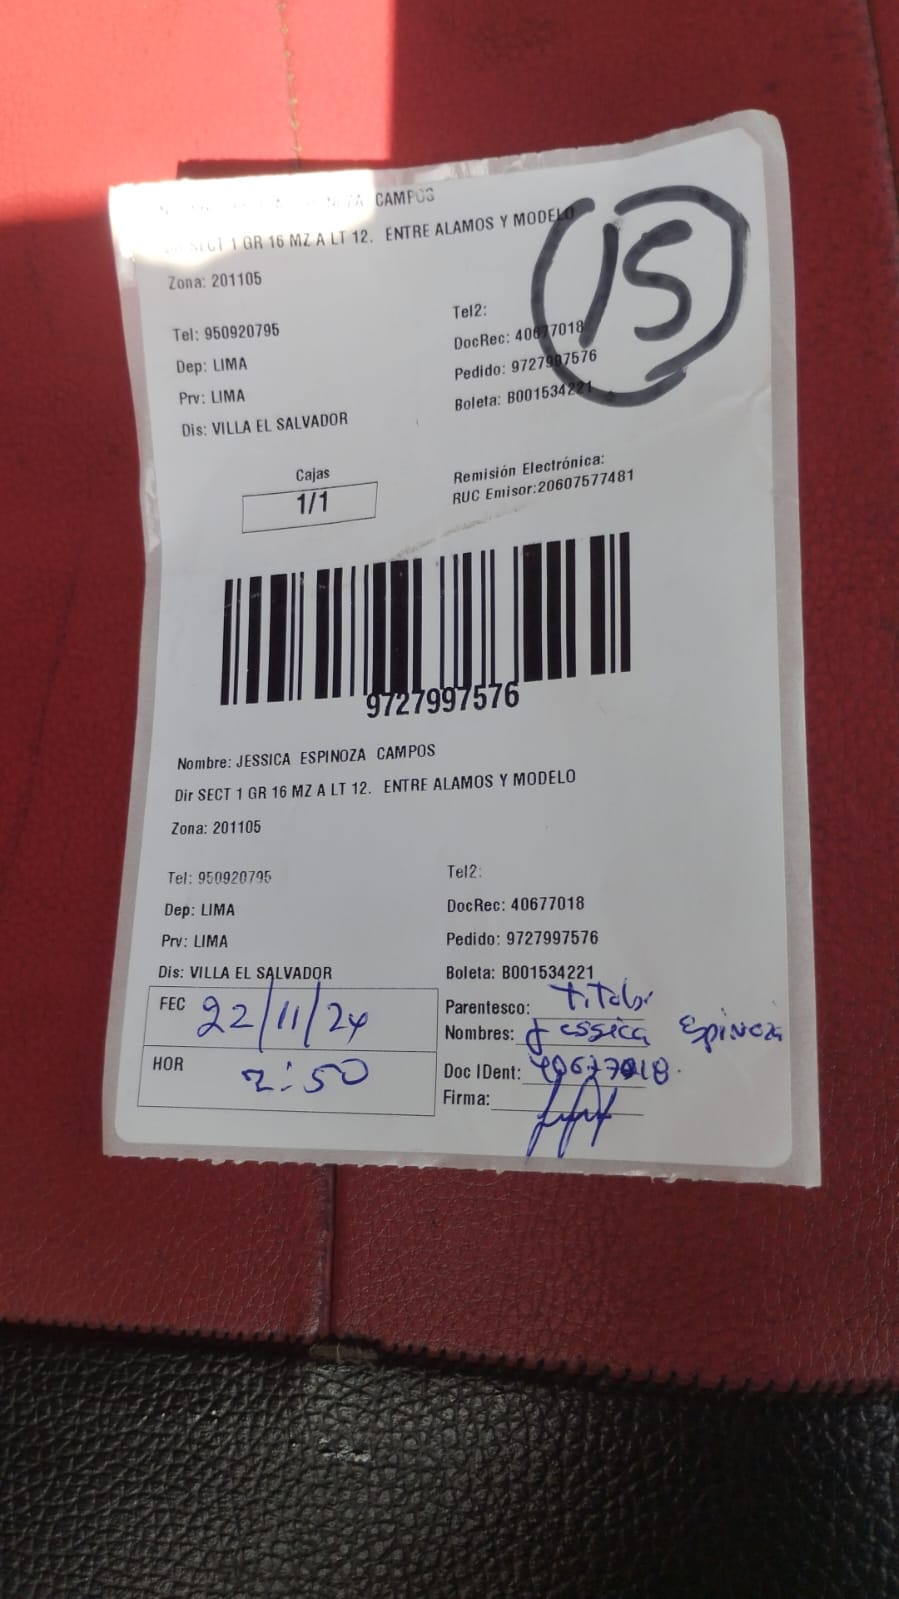 CAMPOS
Dir SECT 1 GR 16 MZ A LT 12. ENTRE ALAMOS Y MODELO
Zona: 201105
15
Tel: 950920795
Tel2:
Dep: LIMA
DocRec: 40677018
Prv: LIMA
Pedido: 9727997576
Dis: VILLA EL SALVADOR
Boleta: B001534221
Cajas
1/1
Remisión Electrónica:
RUC Emisor:20607577481
9727997576
Nombre: JESSICA ESPINOZA CAMPOS
Dir SECT 1 GR 16 MZ A LT 12. ENTRE ALAMOS Y MODELO
Zona: 201105
Tel: 950920795
Tel2:
Dep: LIMA
DocRec: 40677018
Prv: LIMA
Pedido: 9727997576
Dis: VILLA EL SALVADOR
Boleta: B001534221
FEC 22/11/24
HOR 2:50
Parentesco: Titular
Nombres: Jessica Espinoza
Doc IDent: 40677018.
Firma: